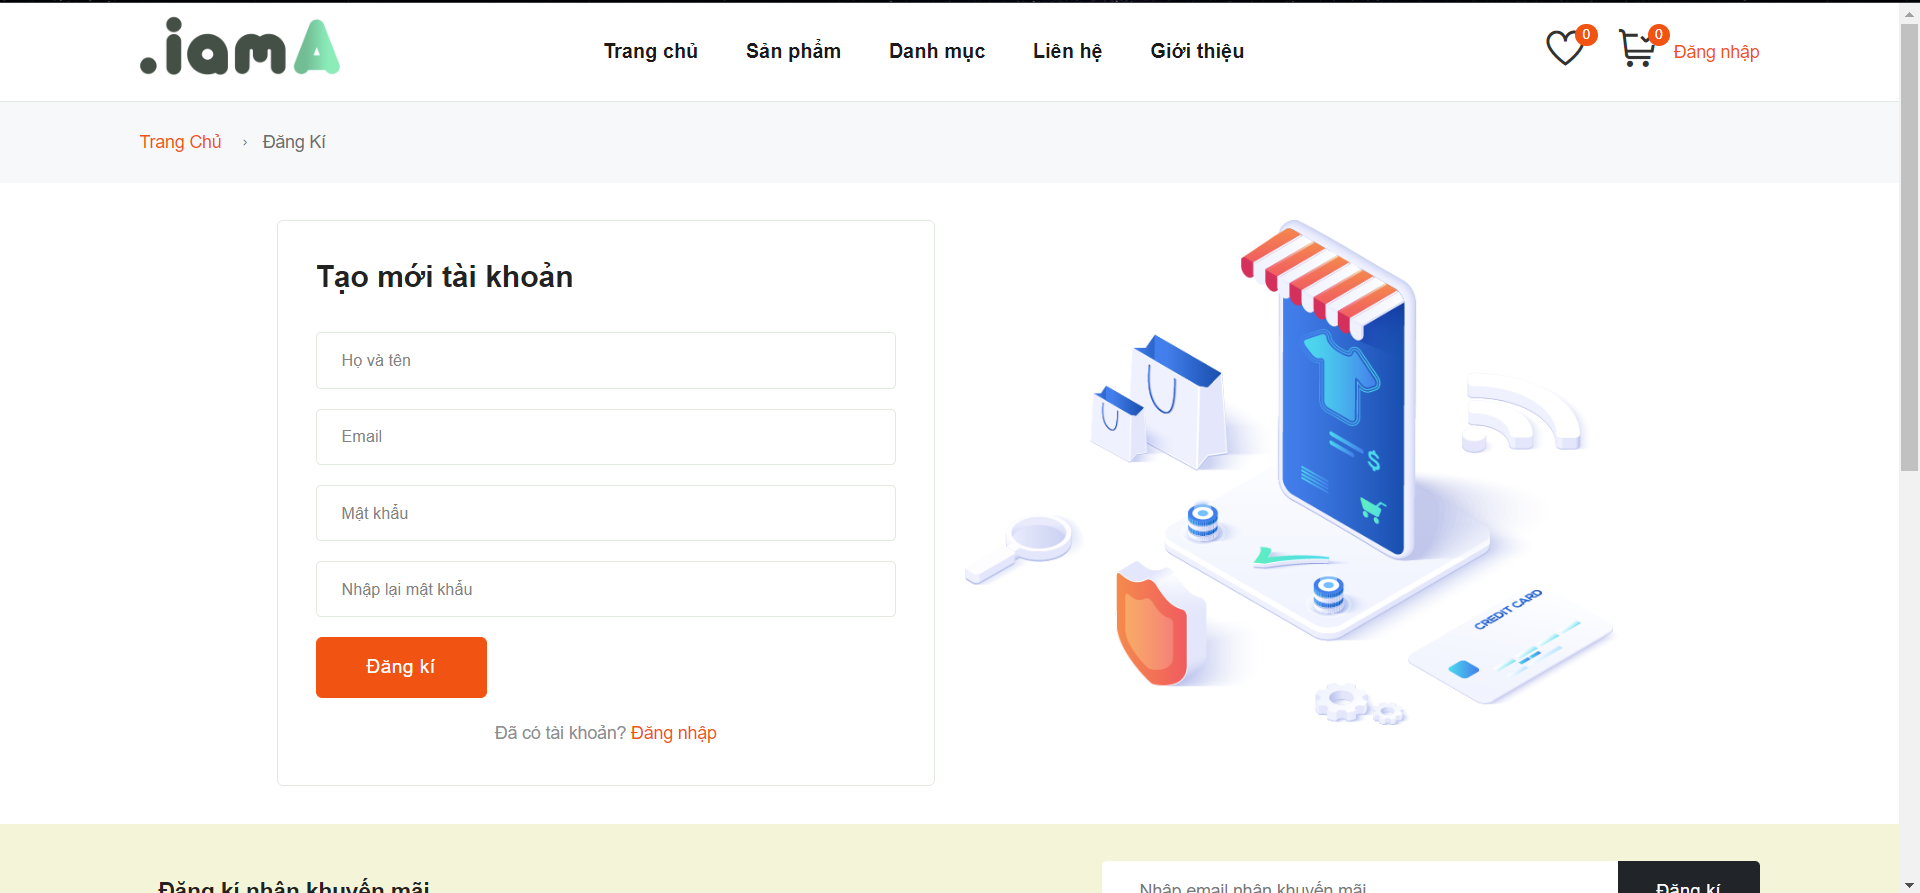 .iamA
Trang chủ Sản phẩm Danh mục Liên hệ Giới thiệu 0 0 Đăng nhập
Trang Chủ › Đăng Kí
Tạo mới tài khoản
Họ và tên
Email
Mật khẩu
Nhập lại mật khẩu
Đăng kí
Đã có tài khoản? Đăng nhập
$
CREDIT CARD
Đăng kí nhận khuyến mãi
Nhập email nhận khuyến mãi
Đăng kí